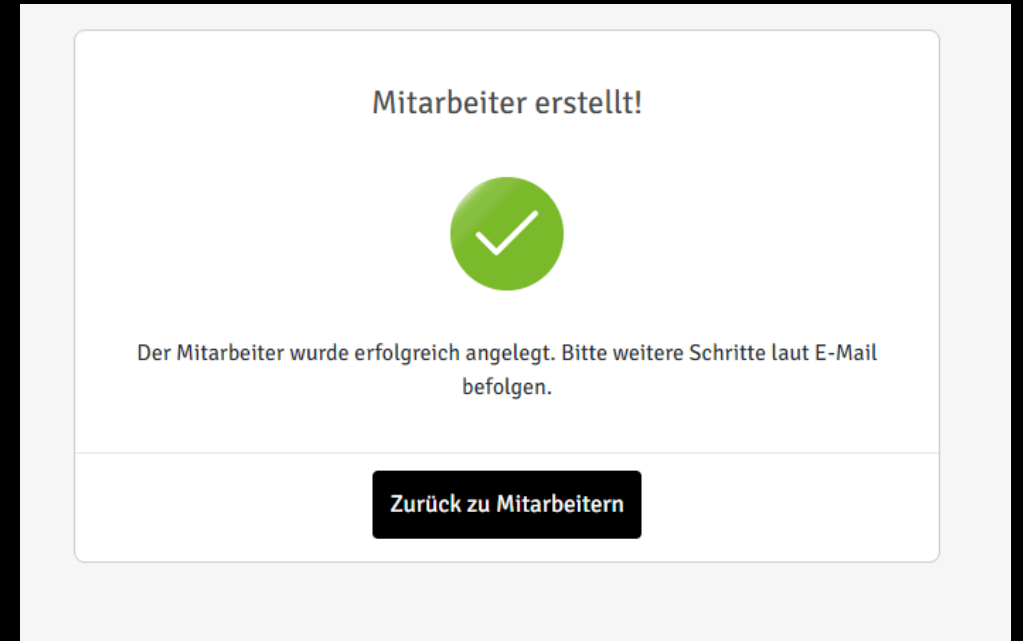 Mitarbeiter erstellt!
Der Mitarbeiter wurde erfolgreich angelegt. Bitte weitere Schritte laut E-Mail
befolgen.
Zurück zu Mitarbeitern